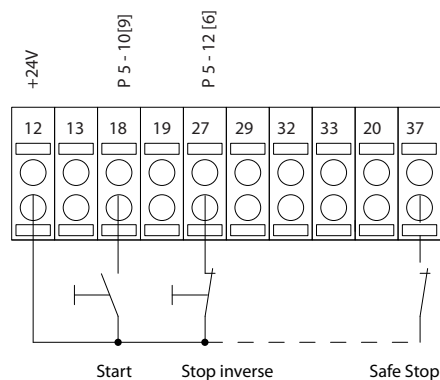 +24V
P 5 - 10[9]
P 5 - 12 [6]
12 13 18 19 27 29 32 33 20 37
Start Stop inverse Safe Stop